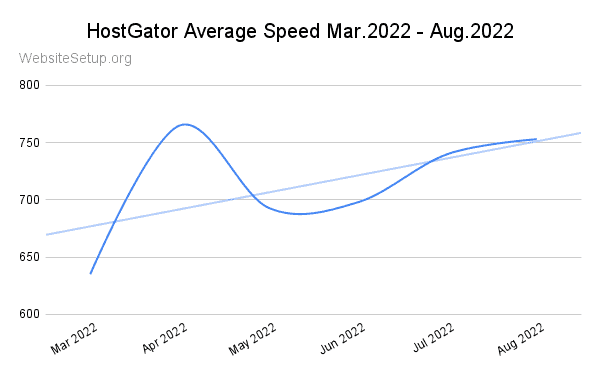 HostGator Average Speed Mar.2022 - Aug.2022
WebsiteSetup.org
800
750
700
650
600
Mar 2022
Apr 2022
May 2022
Jun 2022
Jul 2022
Aug 2022